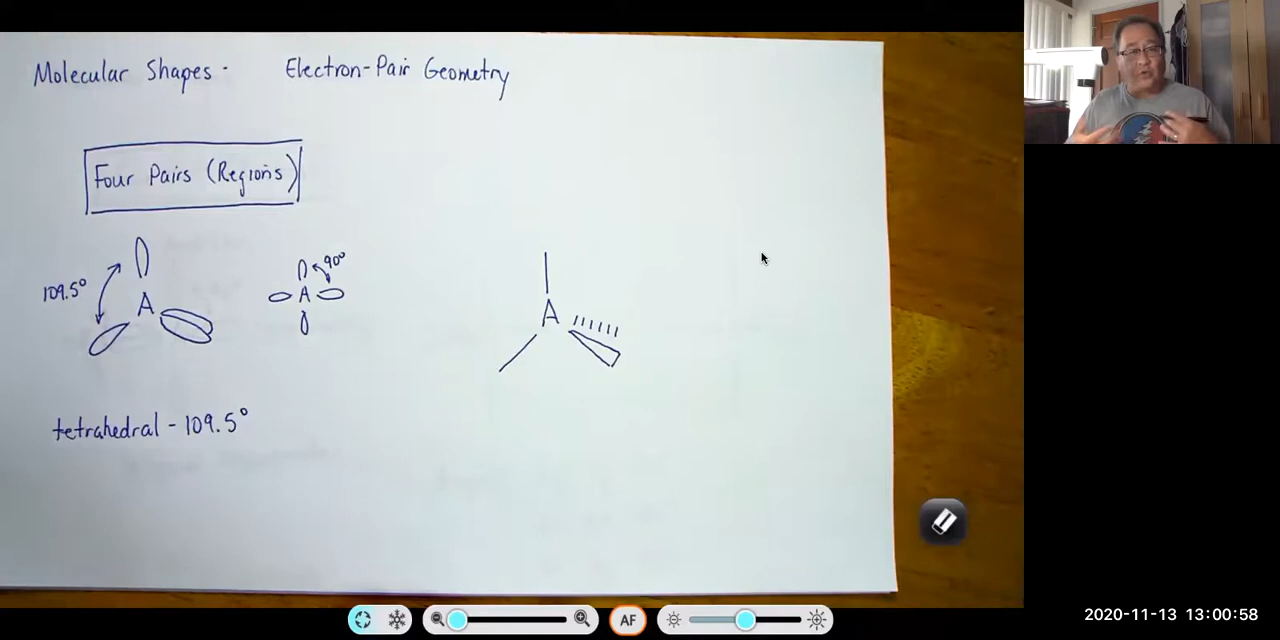 Molecular Shapes - Electron-Pair Geometry
Four Pairs (Regions)
109.5°
A
90°
A
A
tetrahedral - 109.5°
AF
2020-11-13 13:00:58